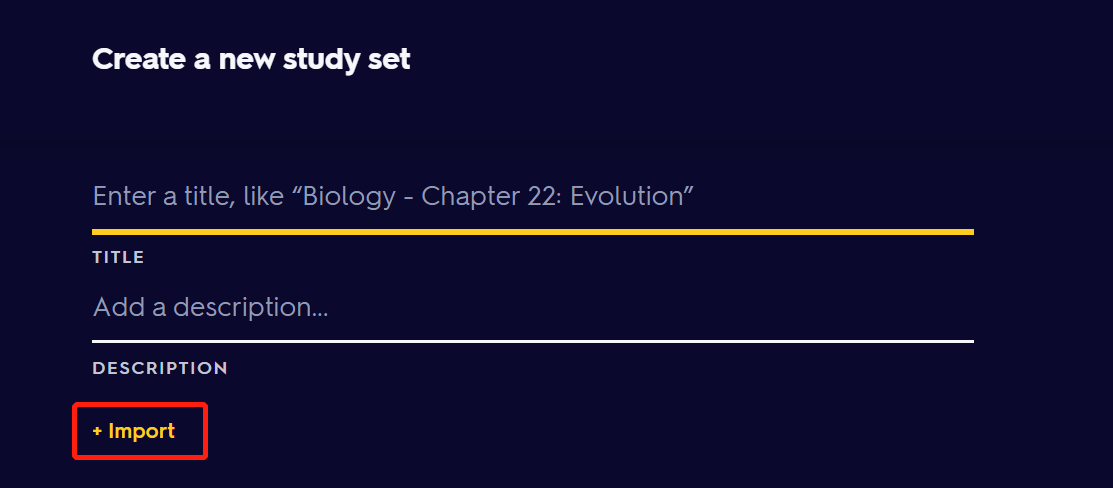 Create a new study set
Enter a title, like “Biology - Chapter 22: Evolution”
TITLE
Add a description...
DESCRIPTION
+ Import